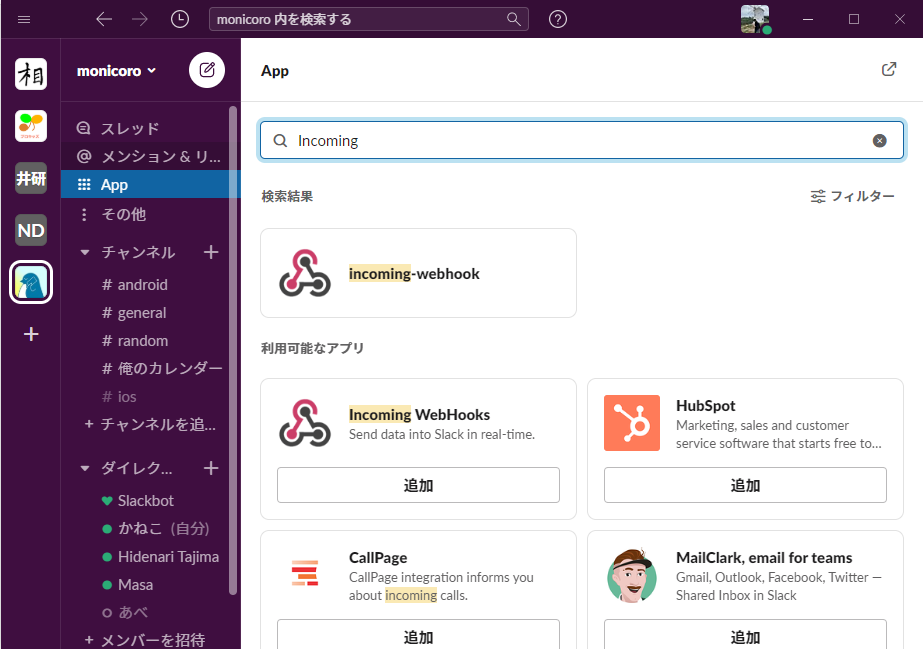 monicoro 内を検索する
相
monicoro
App
プロセッス
スレッド
Incoming
メンション & リ...
井研
App
検索結果
フィルター
ND
その他
チャンネル
incoming-webhook
# android
# general
# random
利用可能なアプリ
# 俺のカレンダー
# ios
+ チャンネルを追...
Incoming WebHooks
Send data into Slack in real-time.
追加
HubSpot
Marketing, sales and customer
service software that starts free to...
追加
ダイレク...
Slackbot
かねこ (自分)
Hidenari Tajima
Masa
あべ
+ メンバーを招待
CallPage
CallPage integration informs you
about incoming calls.
追加
MailClark, email for teams
Gmail, Outlook, Facebook, Twitter —
Shared Inbox in Slack
追加